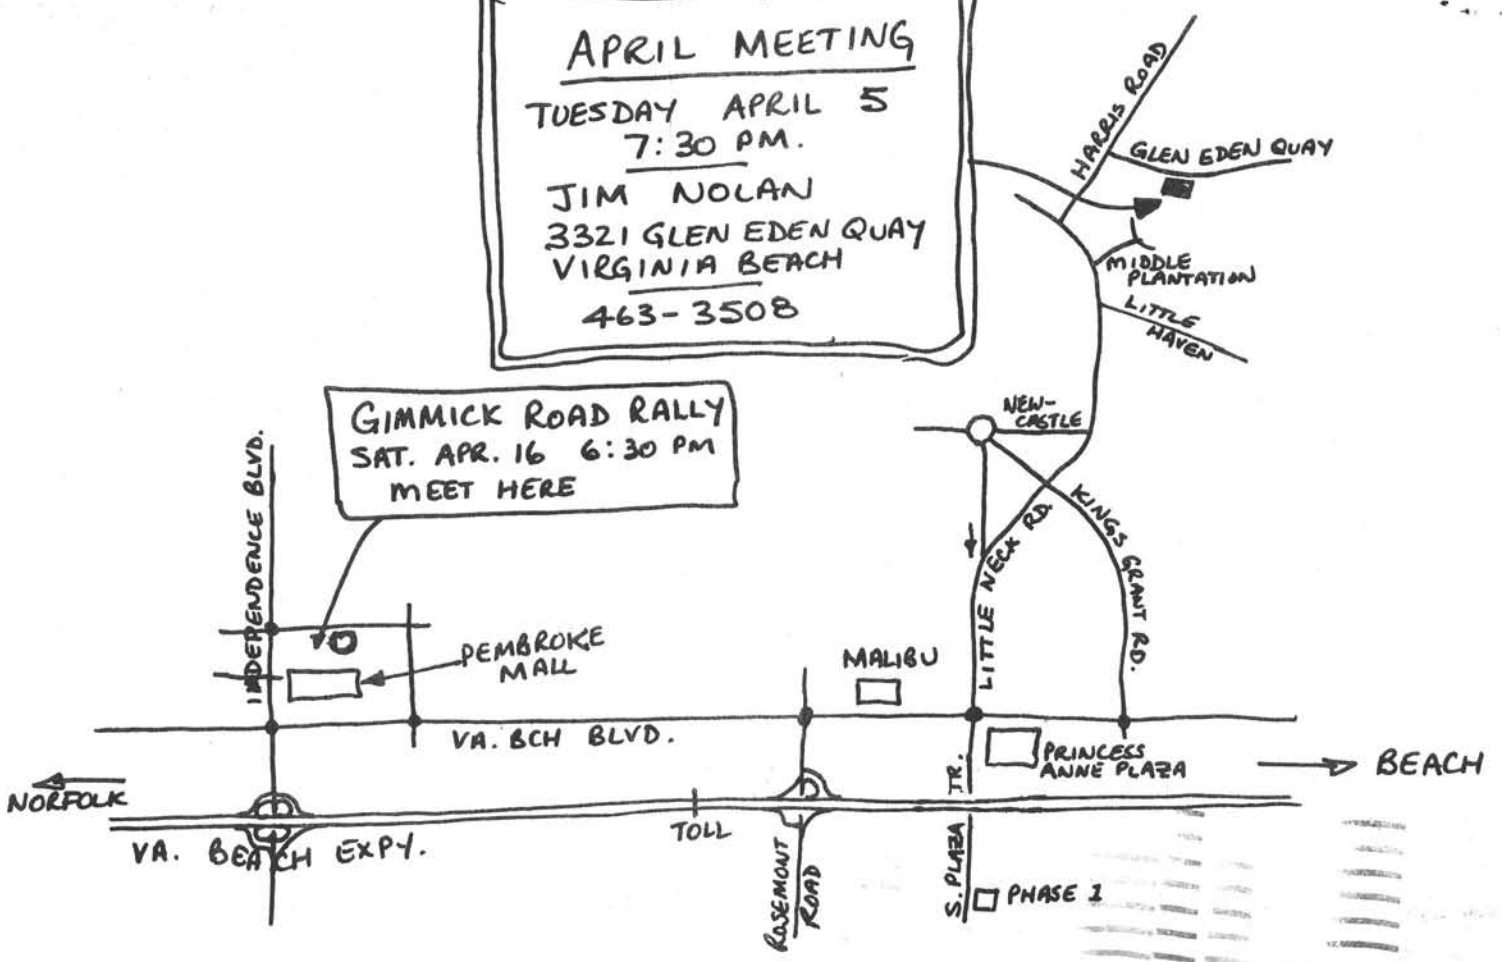 APRIL MEETING
TUESDAY APRIL 5
7:30 PM.
JIM NOLAN
3321 GLEN EDEN QUAY
VIRGINIA BEACH
463-3508
HARRIS ROAD
GLEN EDEN QUAY
MIDDLE
PLANTATION
LITTLE
HAVEN
NEW-
CASTLE
GIMMICK ROAD RALLY
SAT. APR. 16 6:30 PM
MEET HERE
INDEPENDENCE BLVD.
KINGS GRANT RD.
LITTLE NECK RD.
PEMBROKE
MALL
MALIBU
VA. BCH BLVD.
PRINCESS
ANNE PLAZA
BEACH
NORFOLK
TOLL
VA. BEACH EXPY.
ROSEMONT
ROAD
S. PLAZA TR.
PHASE 1